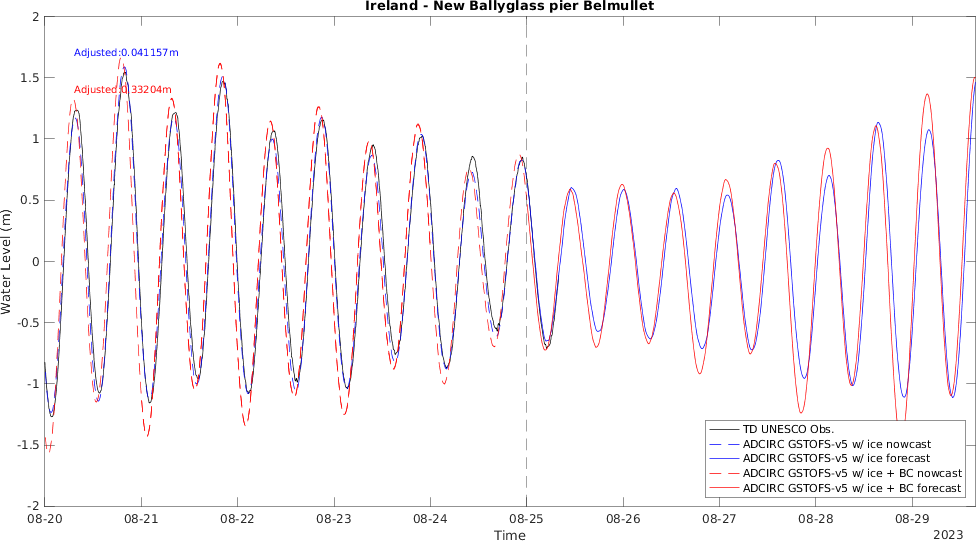 Ireland - New Ballyglass pier Belmullet
2
Adjusted:0.041157m
1.5
Adjusted:0.33204m
1
0.5
0
-0.5
-1
-1.5
-2
Water Level (m)
TD UNESCO Obs.
ADCIRC GSTOFS-v5 w/ ice nowcast
ADCIRC GSTOFS-v5 w/ ice forecast
ADCIRC GSTOFS-v5 w/ ice + BC nowcast
ADCIRC GSTOFS-v5 w/ ice + BC forecast
08-20 08-21 08-22 08-23 08-24 08-25 08-26 08-27 08-28 08-29
Time
2023